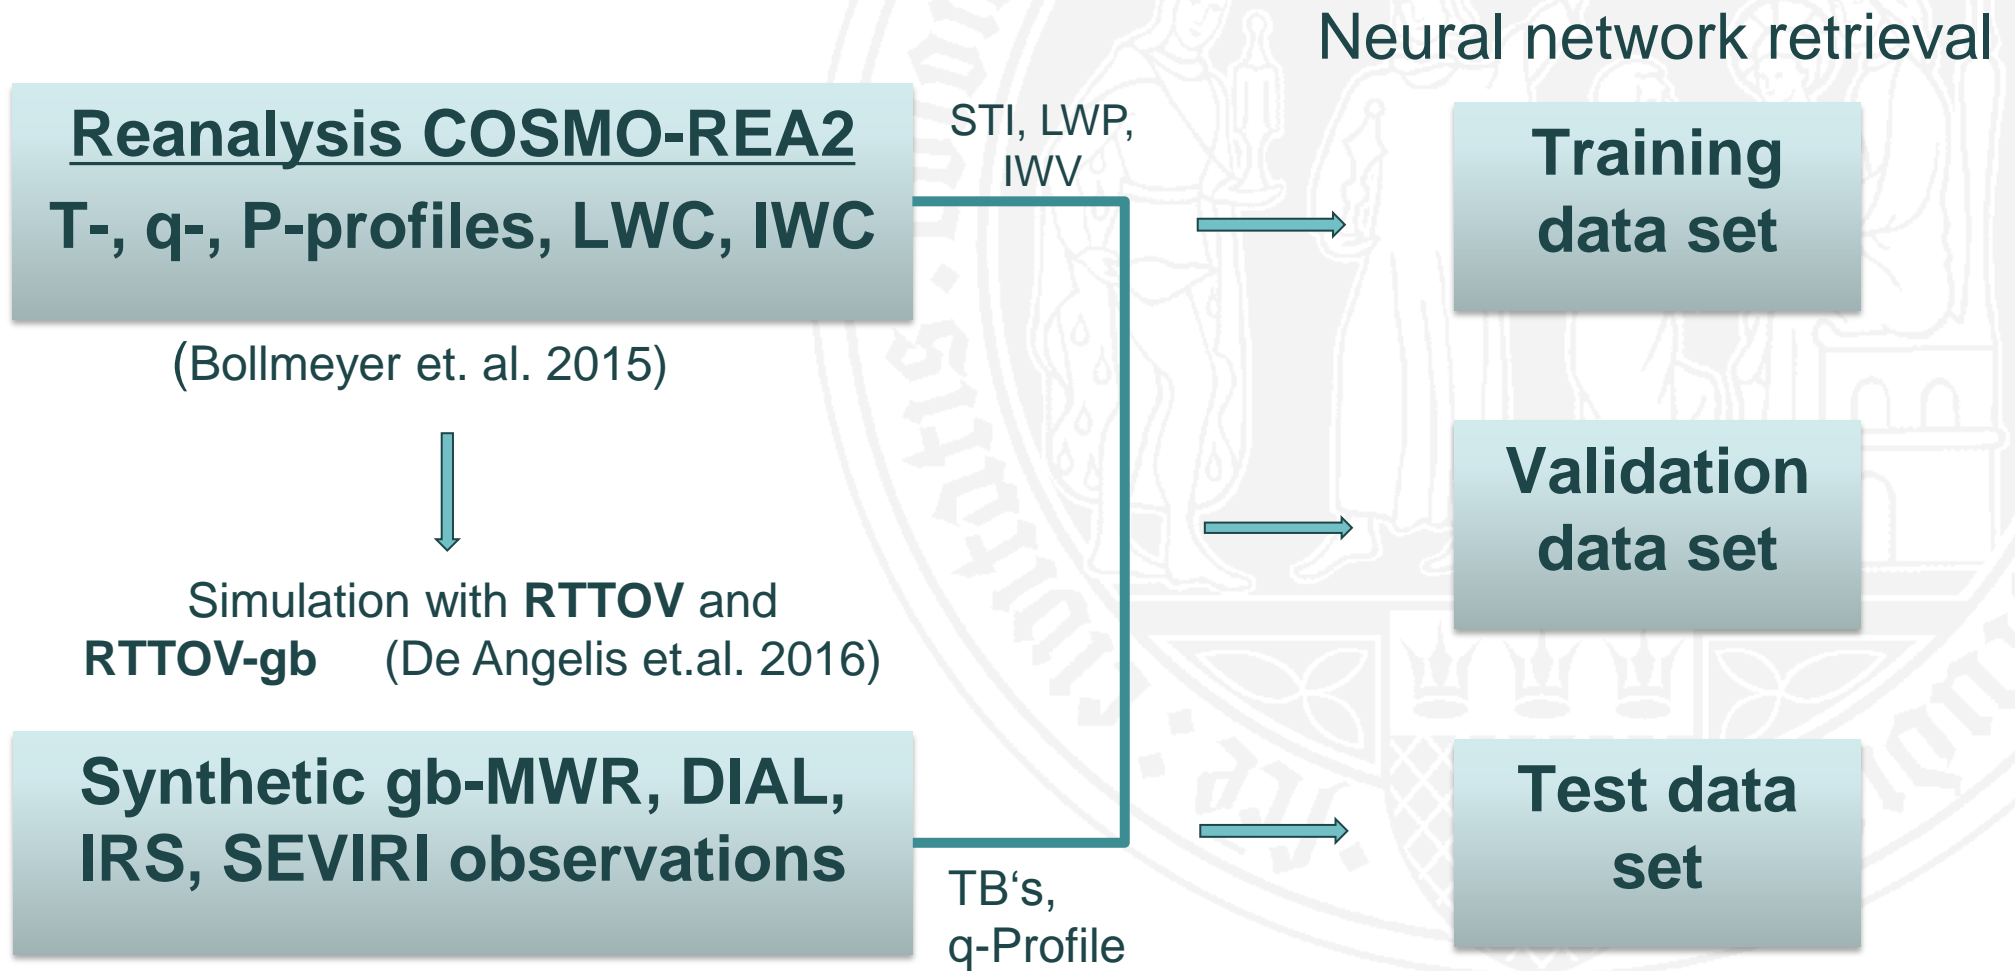 Neural network retrieval
Reanalysis COSMO-REA2
T-, q-, P-profiles, LWC, IWC
(Bollmeyer et. al. 2015)
Simulation with RTTOV and
RTTOV-gb (De Angelis et.al. 2016)
Synthetic gb-MWR, DIAL,
IRS, SEVIRI observations
STI, LWP,
IWV
TB‘s,
q-Profile
Training
data set
Validation
data set
Test data
set